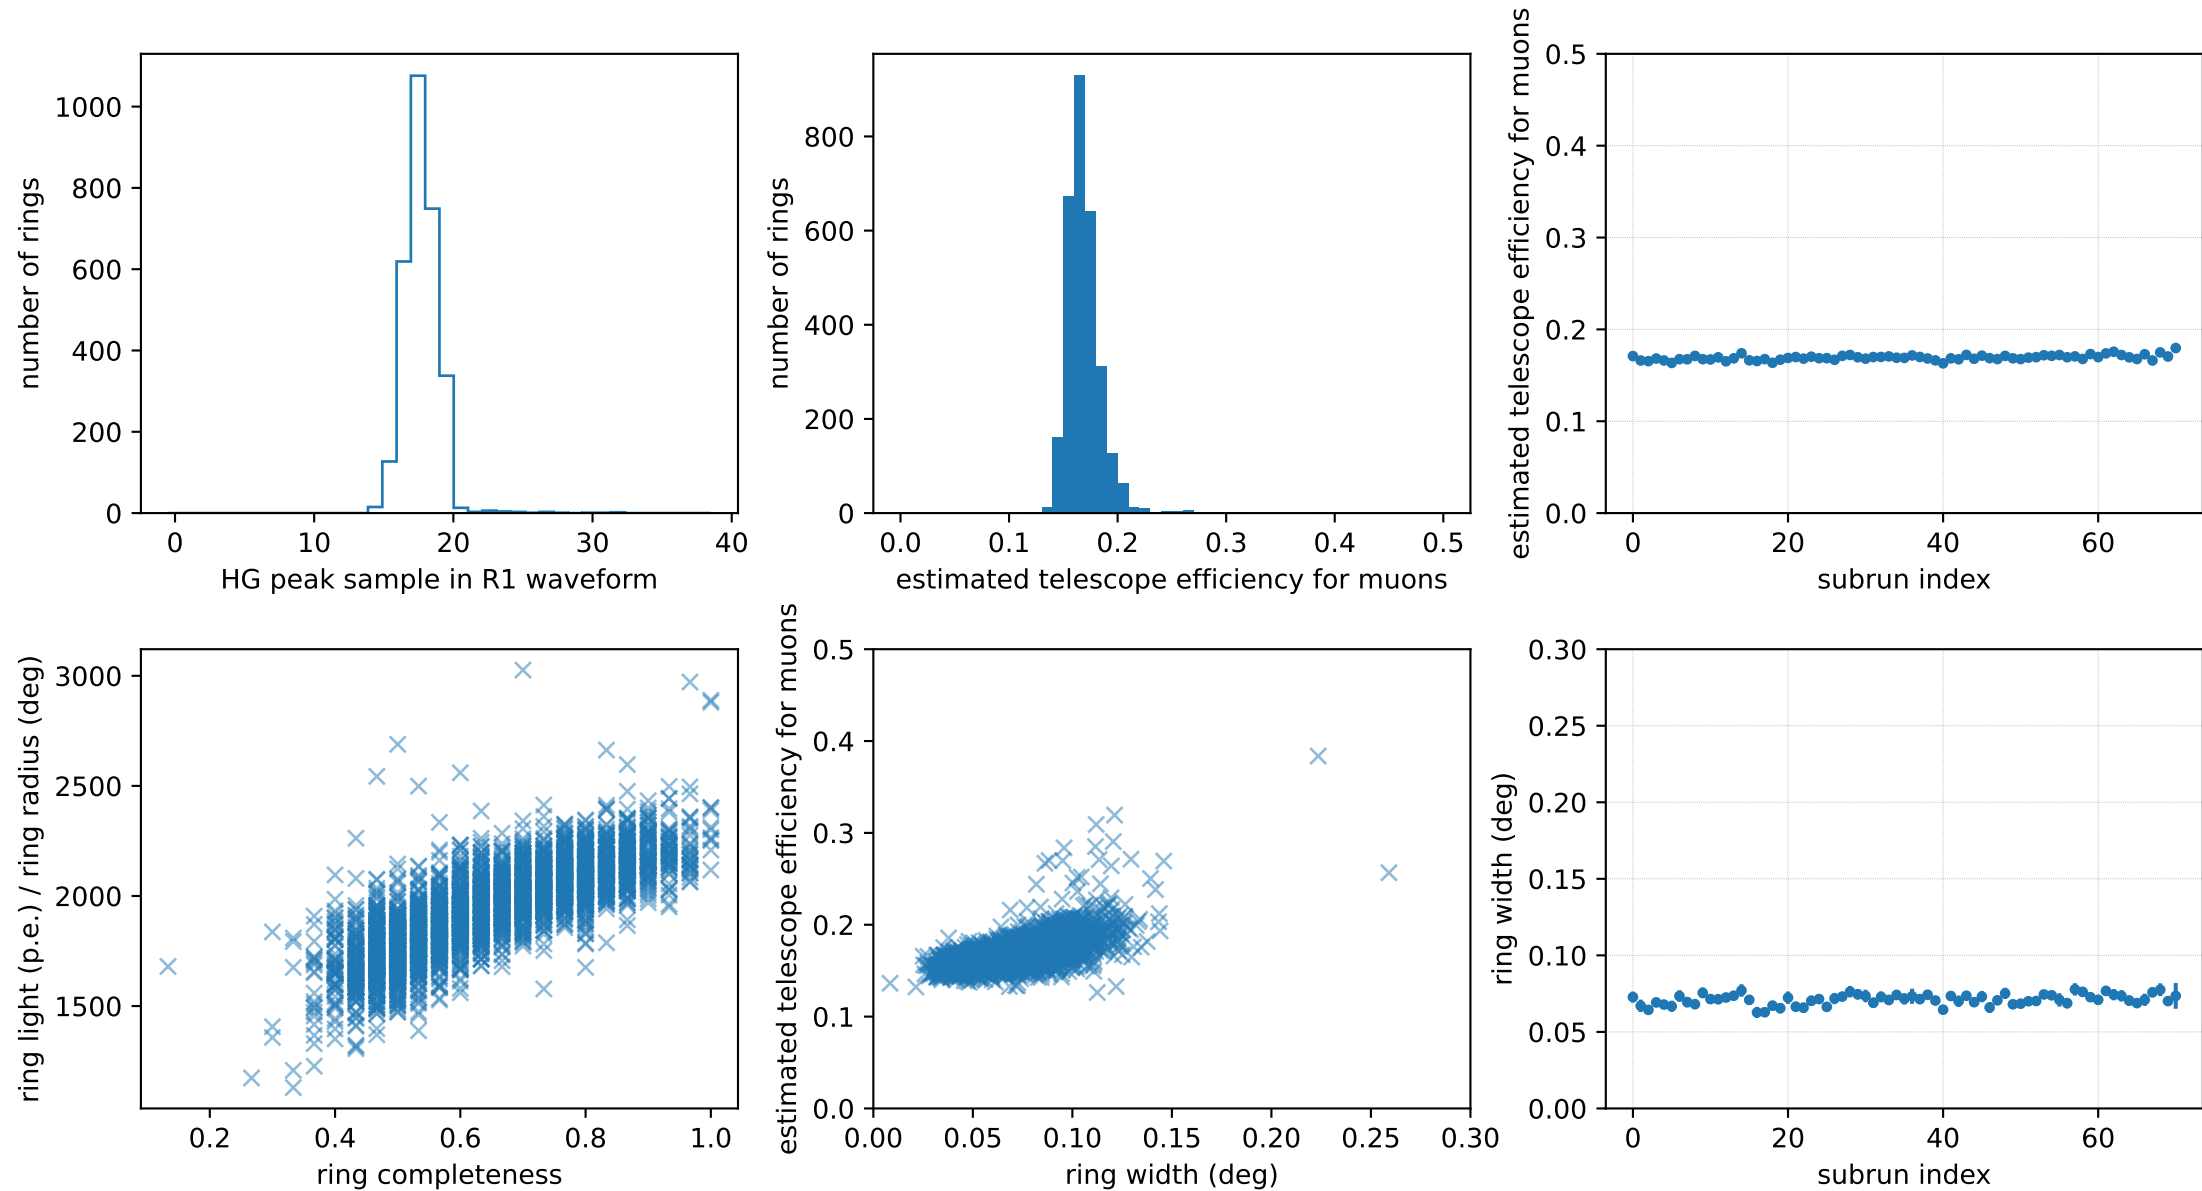 number of rings
1000
800
600
400
200
0
0 10 20 30 40
HG peak sample in R1 waveform
number of rings
800
600
400
200
0
0.0 0.1 0.2 0.3 0.4 0.5
estimated telescope efficiency for muons
estimated telescope efficiency for muons
0.5
0.4
0.3
0.2
0.1
0.0
0 20 40 60
subrun index
ring light (p.e.) / ring radius (deg)
3000
2500
2000
1500
0.2 0.4 0.6 0.8 1.0
ring completeness
estimated telescope efficiency for muons
0.5
0.4
0.3
0.2
0.1
0.0
0.00 0.05 0.10 0.15 0.20 0.25 0.30
ring width (deg)
ring width (deg)
0.30
0.25
0.20
0.15
0.10
0.05
0.00
0 20 40 60
subrun index